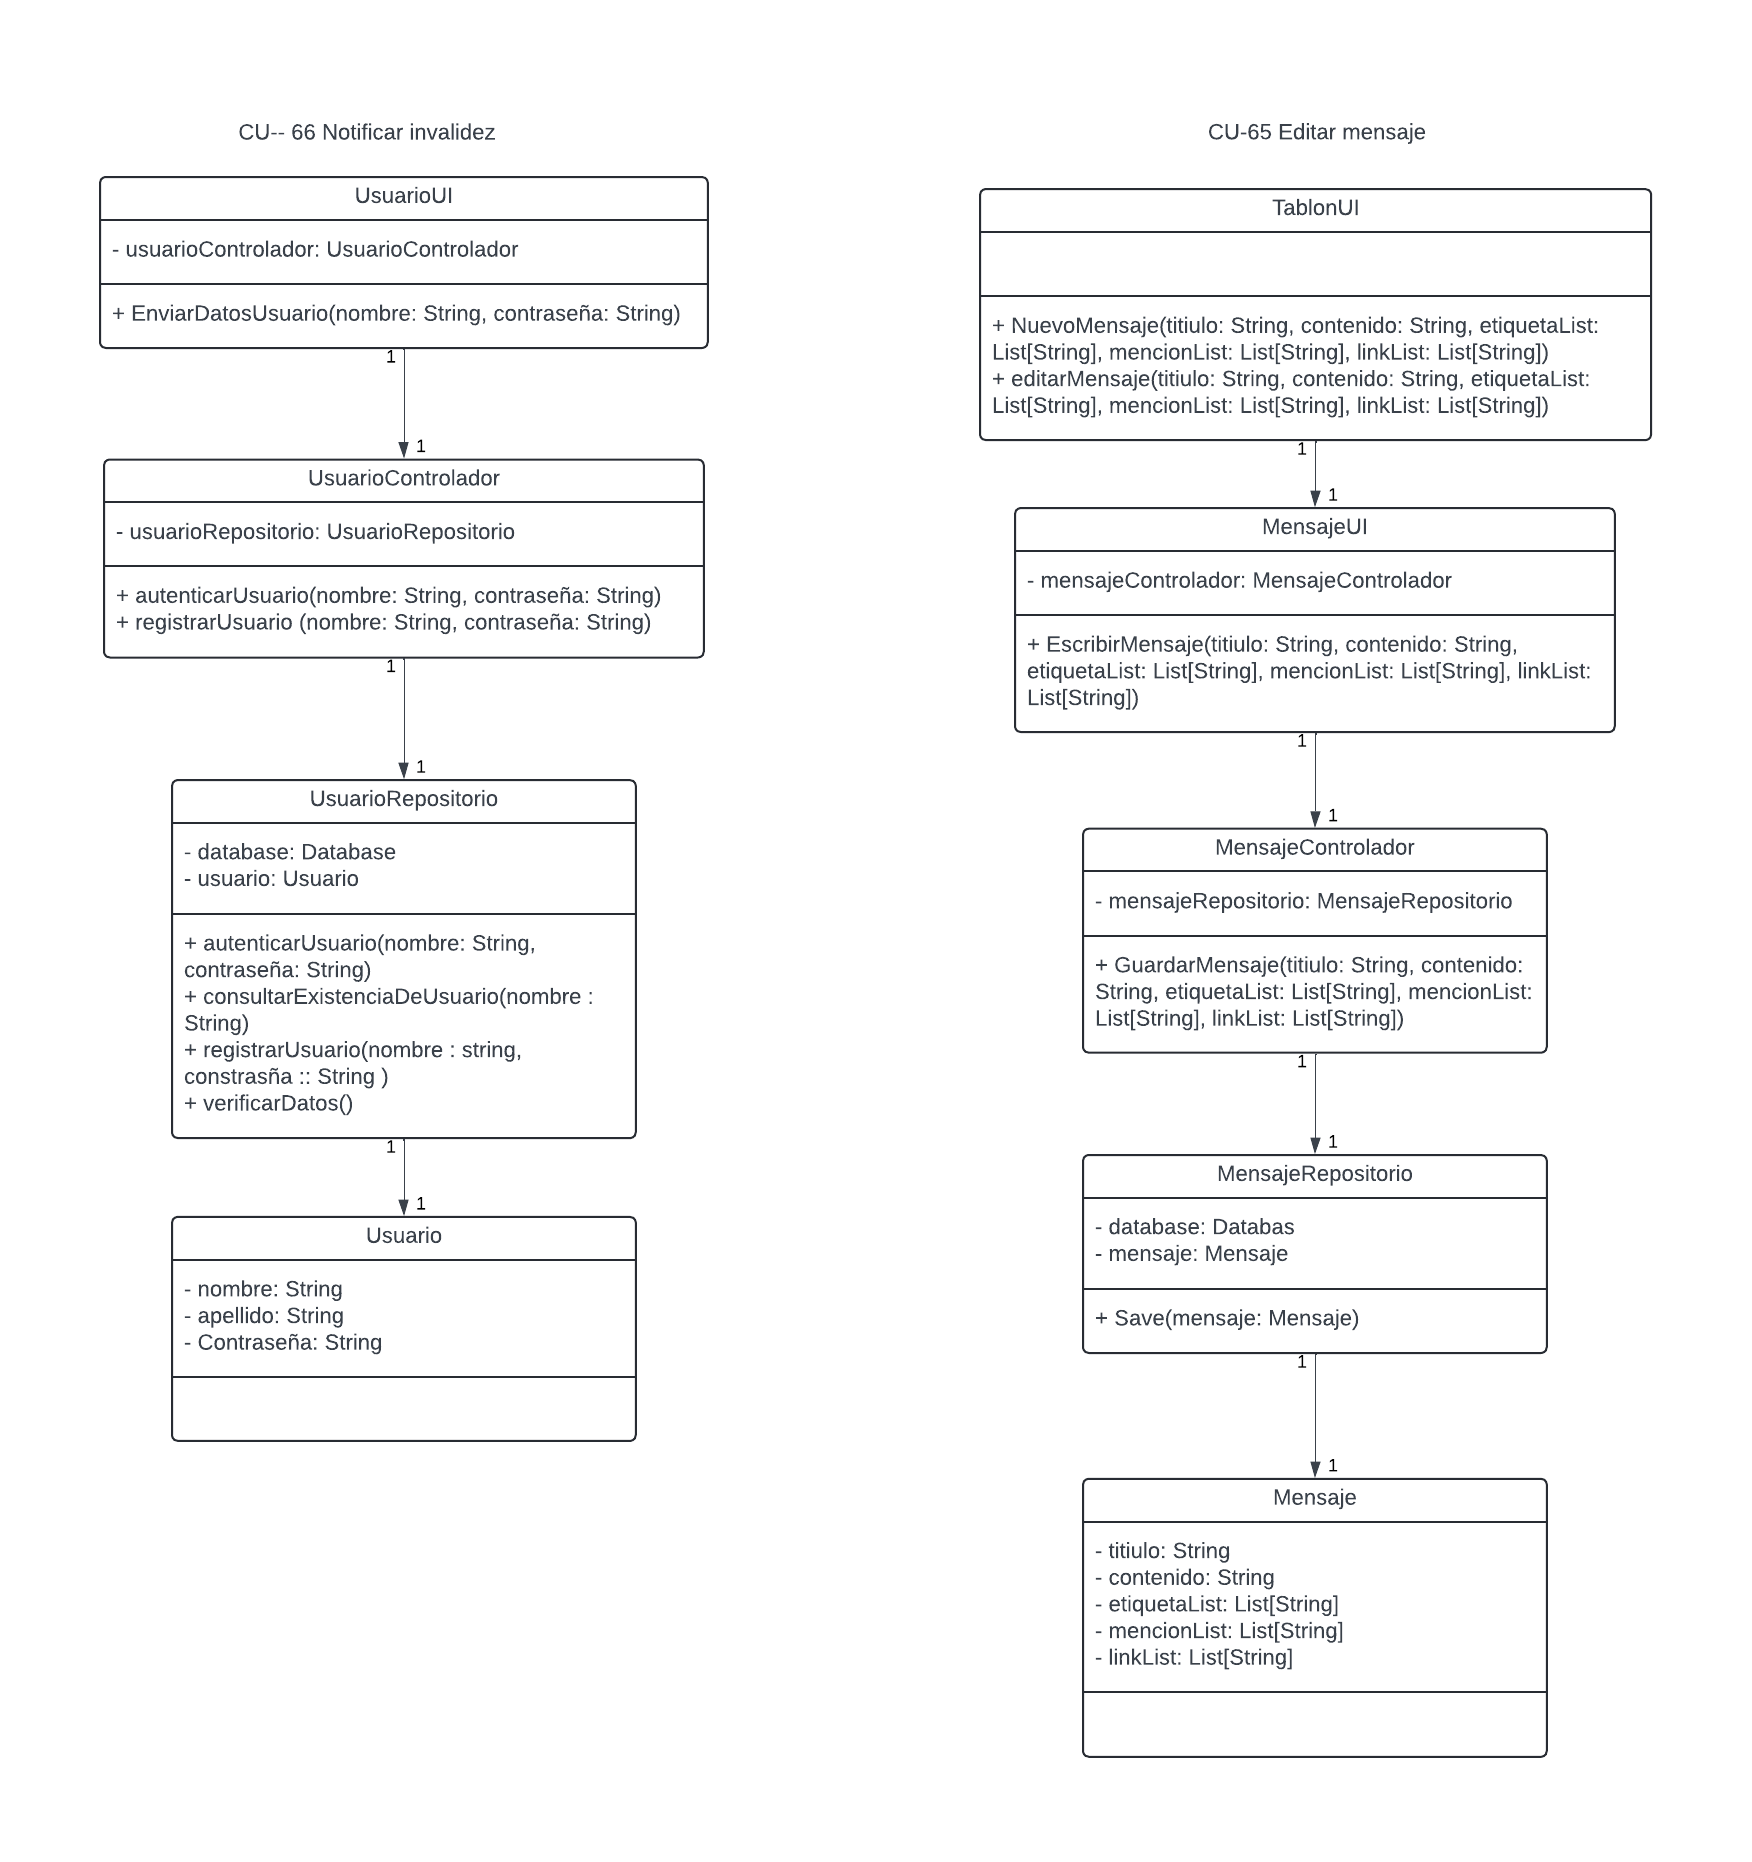 CU-- 66 Notificar invalidez
UsuarioUI
- usuarioControlador: UsuarioControlador
+ EnviarDatosUsuario(nombre: String, contraseña: String)
1
1
UsuarioControlador
- usuarioRepositorio: UsuarioRepositorio
+ autenticarUsuario(nombre: String, contraseña: String)
+ registrarUsuario (nombre: String, contraseña: String)
1
1
UsuarioRepositorio
- database: Database
- usuario: Usuario
+ autenticarUsuario(nombre: String,
contraseña: String)
+ consultarExistenciaDeUsuario(nombre :
String)
+ registrarUsuario(nombre : string,
constrasña :: String )
+ verificarDatos()
1
1
Usuario
- nombre: String
- apellido: String
- Contraseña: String
CU-65 Editar mensaje
TablonUI
+ NuevoMensaje(titiulo: String, contenido: String, etiquetaList:
List[String], mencionList: List[String], linkList: List[String])
+ editarMensaje(titiulo: String, contenido: String, etiquetaList:
List[String], mencionList: List[String], linkList: List[String])
1
1
MensajeUI
- mensajeControlador: MensajeControlador
+ EscribirMensaje(titiulo: String, contenido: String,
etiquetaList: List[String], mencionList: List[String], linkList:
List[String])
1
1
MensajeControlador
- mensajeRepositorio: MensajeRepositorio
+ GuardarMensaje(titiulo: String, contenido:
String, etiquetaList: List[String], mencionList:
List[String], linkList: List[String])
1
1
MensajeRepositorio
- database: Databas
- mensaje: Mensaje
+ Save(mensaje: Mensaje)
1
1
Mensaje
- titiulo: String
- contenido: String
- etiquetaList: List[String]
- mencionList: List[String]
- linkList: List[String]